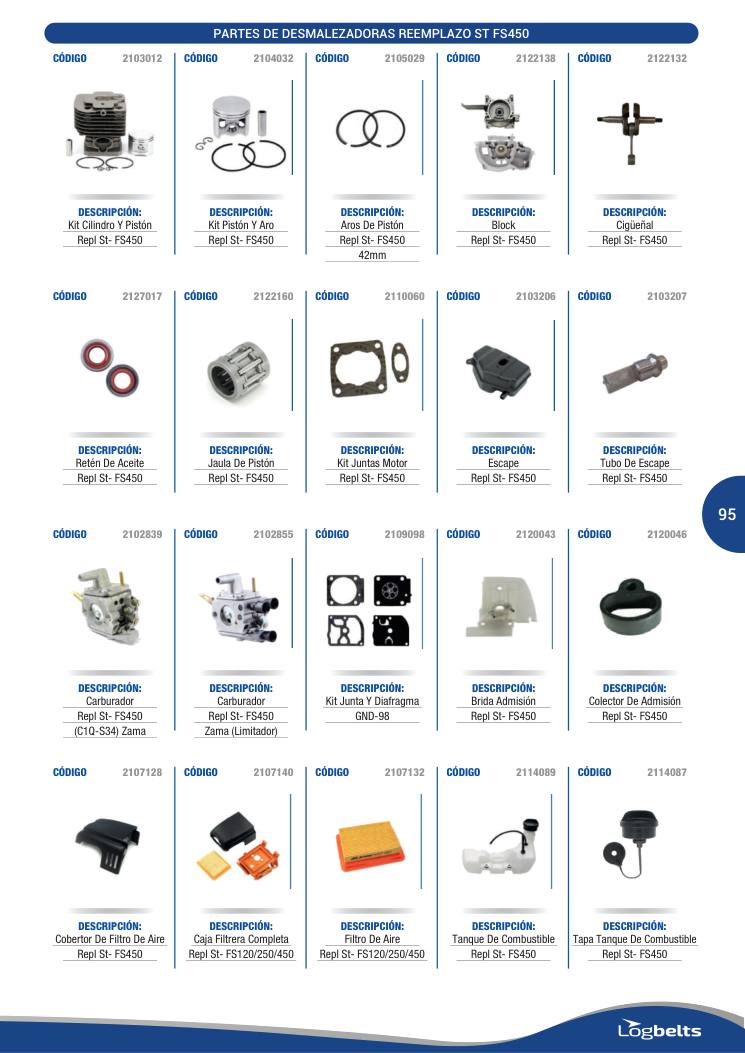 PARTES DE DESMALEZADORAS REEMPLAZO ST FS450
CÓDIGO 2103012
DESCRIPCIÓN:
Kit Cilindro Y Pistón
Repl St- FS450
CÓDIGO 2104032
DESCRIPCIÓN:
Kit Pistón Y Aro
Repl St- FS450
CÓDIGO 2105029
DESCRIPCIÓN:
Aros De Pistón
Repl St- FS450
42mm
CÓDIGO 2122138
DESCRIPCIÓN:
Block
Repl St- FS450
CÓDIGO 2122132
DESCRIPCIÓN:
Cigüeñal
Repl St- FS450
CÓDIGO 2127017
DESCRIPCIÓN:
Retén De Aceite
Repl St- FS450
CÓDIGO 2122160
DESCRIPCIÓN:
Jaula De Pistón
Repl St- FS450
CÓDIGO 2110060
DESCRIPCIÓN:
Kit Juntas Motor
Repl St- FS450
CÓDIGO 2103206
DESCRIPCIÓN:
Escape
Repl St- FS450
CÓDIGO 2103207
DESCRIPCIÓN:
Tubo De Escape
Repl St- FS450
95
CÓDIGO 2102839
DESCRIPCIÓN:
Carburador
Repl St- FS450
(C1Q-S34) Zama
CÓDIGO 2102855
DESCRIPCIÓN:
Carburador
Repl St- FS450
Zama (Limitador)
CÓDIGO 2109098
DESCRIPCIÓN:
Kit Junta Y Diafragma
GND-98
CÓDIGO 2120043
DESCRIPCIÓN:
Brida Admisión
Repl St- FS450
CÓDIGO 2120046
DESCRIPCIÓN:
Colector De Admisión
Repl St- FS450
CÓDIGO 2107128
DESCRIPCIÓN:
Cobertor De Filtro De Aire
Repl St- FS450
CÓDIGO 2107140
DESCRIPCIÓN:
Caja Filtrera Completa
Repl St- FS120/250/450
CÓDIGO 2107132
DESCRIPCIÓN:
Filtro De Aire
Repl St- FS120/250/450
CÓDIGO 2114089
DESCRIPCIÓN:
Tanque De Combustible
Repl St- FS450
CÓDIGO 2114087
DESCRIPCIÓN:
Tapa Tanque De Combustible
Repl St- FS450
Logbelts